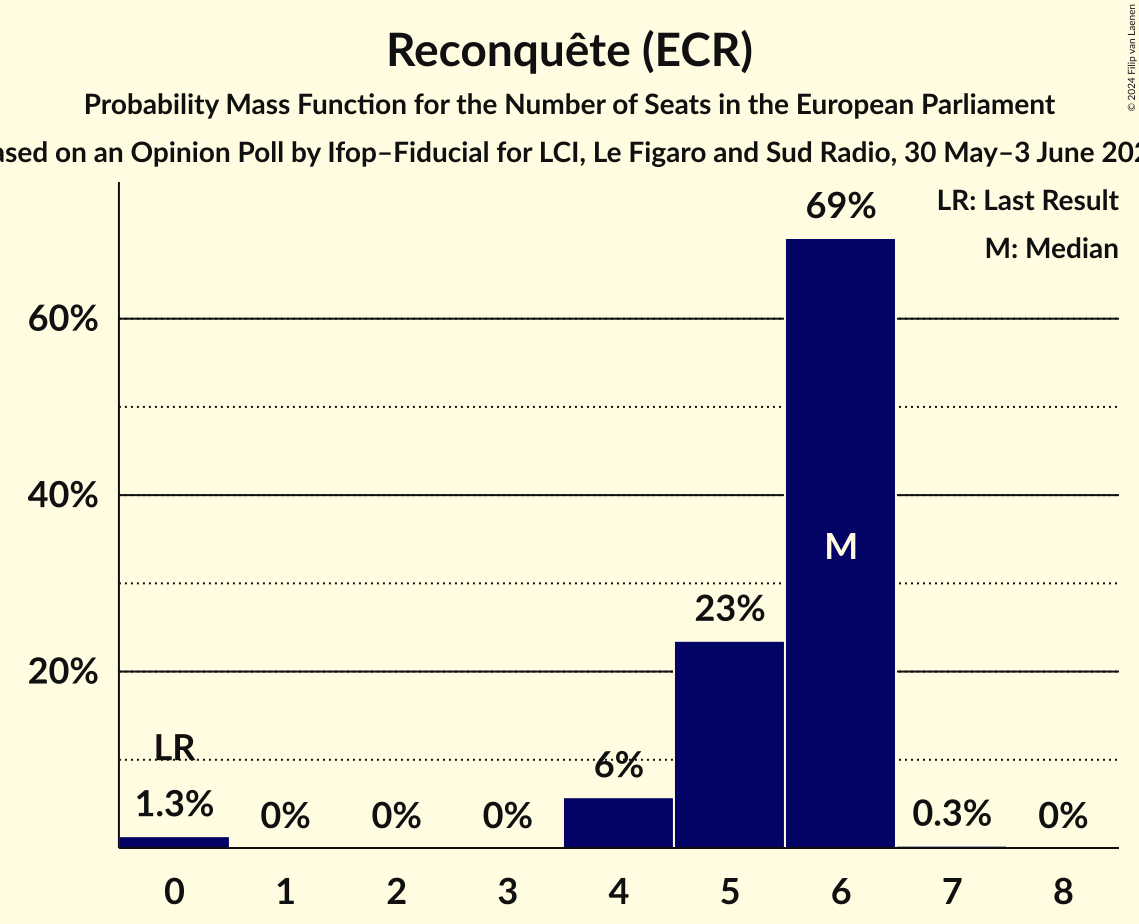 Reconquête (ECR)
Probability Mass Function for the Number of Seats in the European Parliament
on an Opinion Poll by Ifop–Fiducial for LCI, Le Figaro and Sud Radio, 30 May–3 June
© 2024 Filip van Laenen
LR: Last Result
M: Median
69%
60%
40%
M
23%
20%
LR
6%
1.3%
0%
0%
0%
0.3%
0%
0 1 2 3 4 5 6 7 8